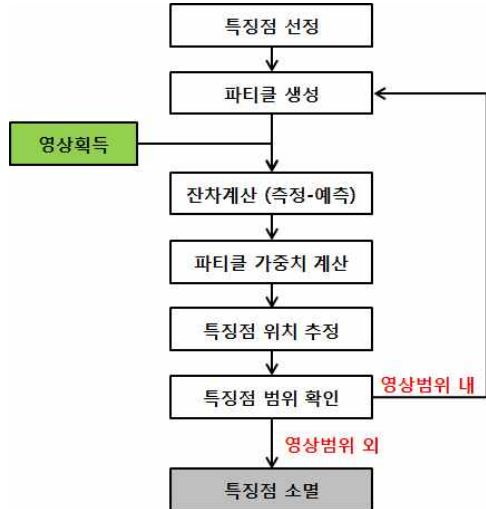 특징점 선정
파티클 생성
영상획득
잔차계산 (측정-예측)
파티클 가중치 계산
특징점 위치 추정
특징점 범위 확인
영상범위 내
영상범위 외
특징점 소멸